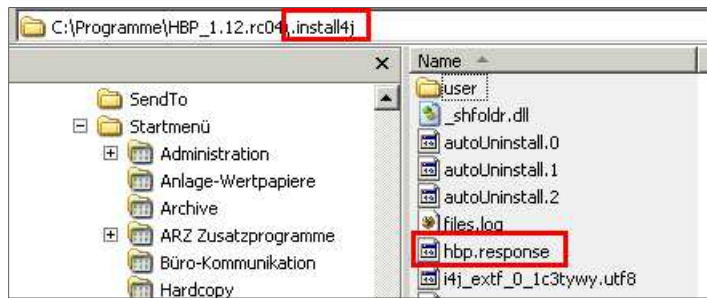 C:\Programme\HBP_1.12.rc04\.install4j
Name
SendTo
Startmenü
Administration
Anlage-Wertpapiere
Archive
ARZ Zusatzprogramme
Büro-Kommunikation
Hardcopy
user
_shfoldr.dll
autoUninstall.0
autoUninstall.1
autoUninstall.2
files.log
hbp.response
i4j_extf_0_1c3tywy.utf8